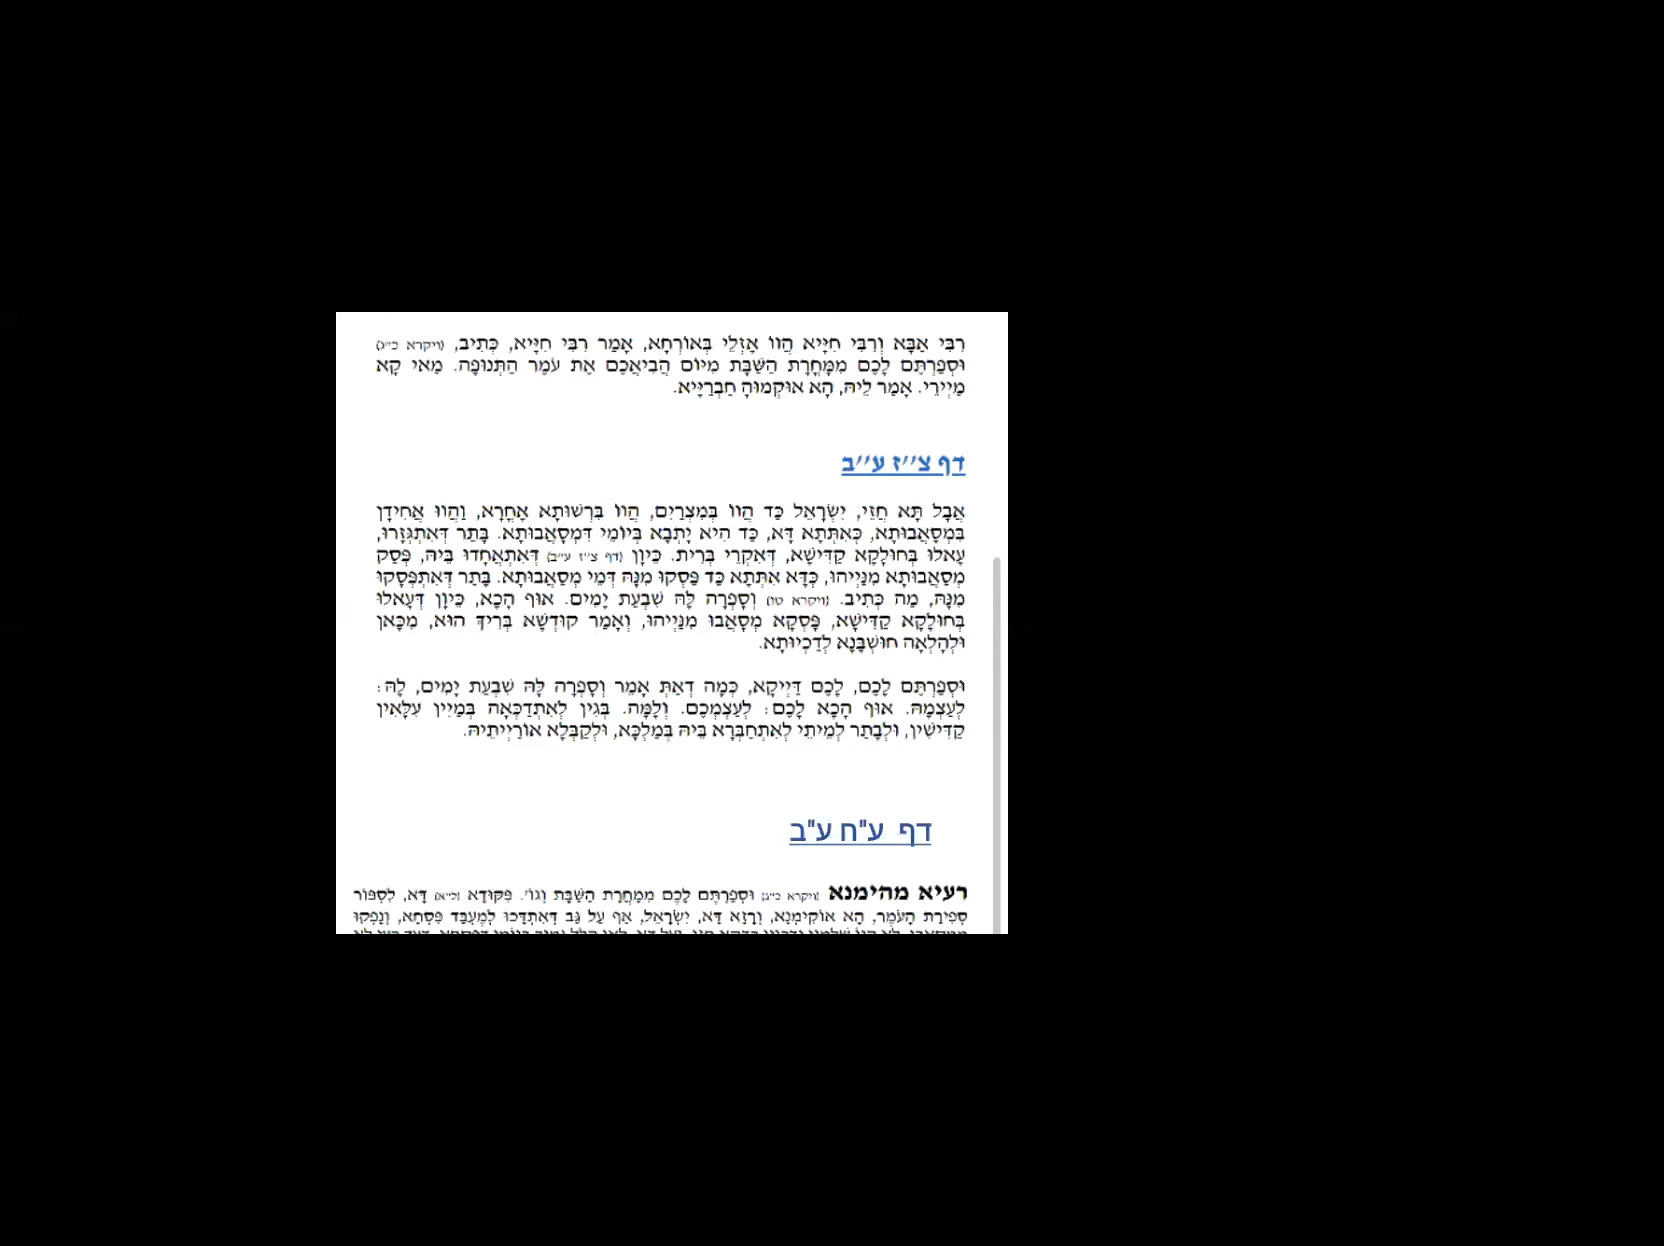 רִבִּי אַבָּא וְרִבִּי חִיָּיא הֲווֹ אָזְלֵי בְּאוֹרְחָא, אָמַר רִבִּי חִיָּיא, כְּתִיב, (ויקרא כ״ג)
וּסְפַרְתֶּם לָכֶם מִמָּחֳרַת הַשַּׁבָּת מִיּוֹם הֲבִיאֲכֶם אֶת עֹמֶר הַתְּנוּפָה. מַאי קָא
מַיְירֵי. אָמַר לֵיהּ, הָא אוּקְמוּהָ חַבְרַיָּיא.
דף צ״ז ע״ב
אֲבָל תָּא חֲזֵי, יִשְׂרָאֵל כַּד הֲווֹ בְּמִצְרַיִם, הֲווֹ בִּרְשׁוּתָא אָחֳרָא, וַהֲווּ אֲחִידָן
בִּמְסָאֲבוּתָא, כְּאִתְּתָא דָּא, כַּד הִיא יָתְבָא בְּיוֹמֵי דִּמְסָאֲבוּתָא. בָּתַר דְּאִתְגְּזָרוּ,
עָאלוּ בְּחוּלָקָא קַדִּישָׁא, דְּאִקְרֵי בְּרִית. כֵּיוָן (דף צ״ז ע״ב) דְּאִתְאֲחָדוּ בֵּיהּ, פְּסַק
מְסַאֲבוּתָא מִנַּיְיהוּ, כְּדָּא אִתְּתָא כַּד פַּסְקוּ מִנָּהּ דְּמֵי מְסַאֲבוּתָא. בָּתַר דְּאִתְפְּסָקוּ
מִנָּהּ, מַה כְּתִיב. (ויקרא טו) וְסָפְרָה לָּהּ שִׁבְעַת יָמִים. אוּף הָכָא, כֵּיוָן דְּעָאלוּ
בְּחוּלָקָא קַדִּישָׁא, פָּסְקָא מְסָאֲבוּ מִנַּיְיהוּ, וְאָמַר קוּדְשָׁא בְּרִיךְ הוּא, מִכָּאן
וּלְהָלְאָה חוּשְׁבָּנָא לְדַכְיוּתָא.
וּסְפַרְתֶּם לָכֶם, לָכֶם דַּיְיקָא, כְּמָה דְאַתְּ אָמֵר וְסָפְרָה לָּהּ שִׁבְעַת יָמִים, לָהּ:
לְעַצְמָהּ. אוּף הָכָא לָכֶם: לְעַצְמְכֶם. וְלָמָּה. בְּגִין לְאִתְדַּכְּאָה בְּמַיִין עִלָּאִין
קַדִּישִׁין, וּלְבָתַר לְמֵיתֵי לְאִתְחַבְּרָא בֵּיהּ בְּמַלְכָּא, וּלְקַבְּלָא אוֹרַיְיתֵיהּ.
דף ע"ח ע"ב
רעיא מהימנא (ויקרא כ״ג) וּסְפַרְתֶּם לָכֶם מִמָּחֳרַת הַשַּׁבָּת וְגוֹ׳. פִּקּוּדָא (ל״א) דָּא, לִסְפּוֹר
סְפִירַת הָעֹמֶר, הָא אוֹקִימְנָא, וְרָזָא דָּא, יִשְׂרָאֵל, אַף עַל גַּב דְּאִתְדָּכוּ לְמֶעְבַּד פִּסְחָא, וְנָפְקוּ